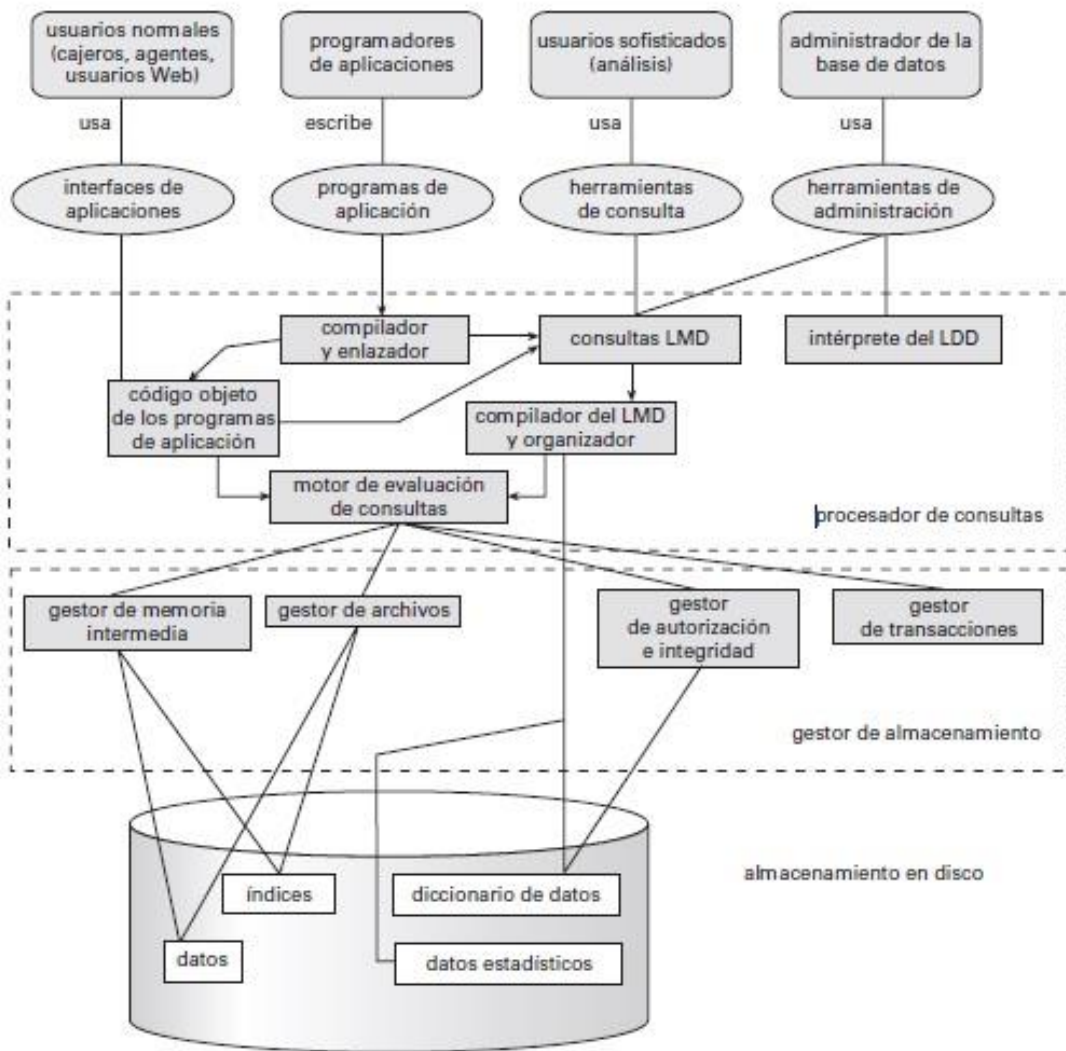 usuarios normales
(cajeros, agentes,
usuarios Web)
programadores
de aplicaciones
usuarios sofisticados
(análisis)
administrador de la
base de datos
usa
escribe
usa
usa
interfaces de
aplicaciones
programas de
aplicación
herramientas
de consulta
herramientas de
administración
compilador
y enlazador
consultas LMD
intérprete del LDD
código objeto
de los programas
de aplicación
compilador del LMD
y organizador
motor de evaluación
de consultas
procesador de consultas
gestor de memoria
intermedia
gestor de archivos
gestor
de autorización
e integridad
gestor
de transacciones
gestor de almacenamiento
almacenamiento en disco
índices
diccionario de datos
datos
datos estadísticos